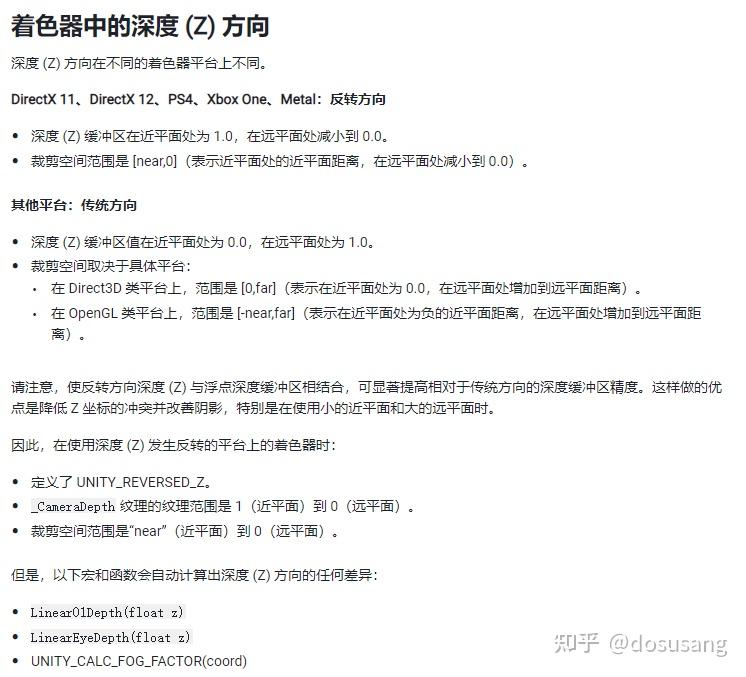 着色器中的深度 (Z) 方向
深度 (Z) 方向在不同的着色器平台上不同。
DirectX 11、DirectX 12、PS4、Xbox One、Metal：反转方向
• 深度 (Z) 缓冲区在近平面处为 1.0，在远平面处减小到 0.0。
• 裁剪空间范围是 [near,0]（表示近平面处的近平面距离，在远平面处减小到 0.0）。
其他平台：传统方向
• 深度 (Z) 缓冲区值在近平面处为 0.0，在远平面处为 1.0。
• 裁剪空间取决于具体平台：
• 在 Direct3D 类平台上，范围是 [0,far]（表示在近平面处为 0.0，在远平面处增加到远平面距离）。
• 在 OpenGL 类平台上，范围是 [-near,far]（表示在近平面处为负的近平面距离，在远平面处增加到远平面距
离）。
请注意，使反转方向深度 (Z) 与浮点深度缓冲区相结合，可显著提高相对于传统方向的深度缓冲区精度。这样做的优
点是降低 Z 坐标的冲突并改善阴影，特别是在使用小的近平面和大的远平面时。
因此，在使用深度 (Z) 发生反转的平台上的着色器时：
• 定义了 UNITY_REVERSED_Z。
• _CameraDepth 纹理的纹理范围是 1（近平面）到 0（远平面）。
• 裁剪空间范围是“near”（近平面）到 0（远平面）。
但是，以下宏和函数会自动计算出深度 (Z) 方向的任何差异：
• Linear01Depth(float z)
• LinearEyeDepth(float z)
• UNITY_CALC_FOG_FACTOR(coord)
知乎 @dosusang